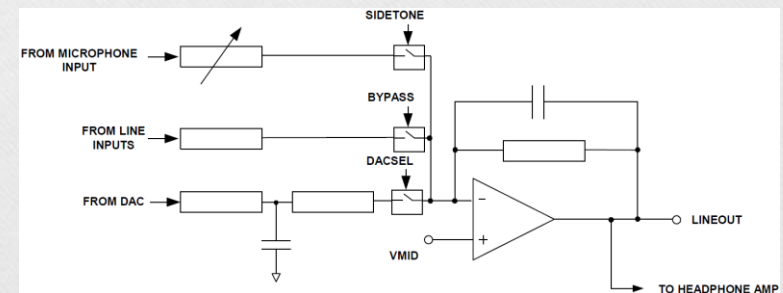 SIDETONE
FROM MICROPHONE
INPUT
BYPASS
FROM LINE
INPUTS
DACSEL
FROM DAC
−
+
VMID
LINEOUT
TO HEADPHONE AMP